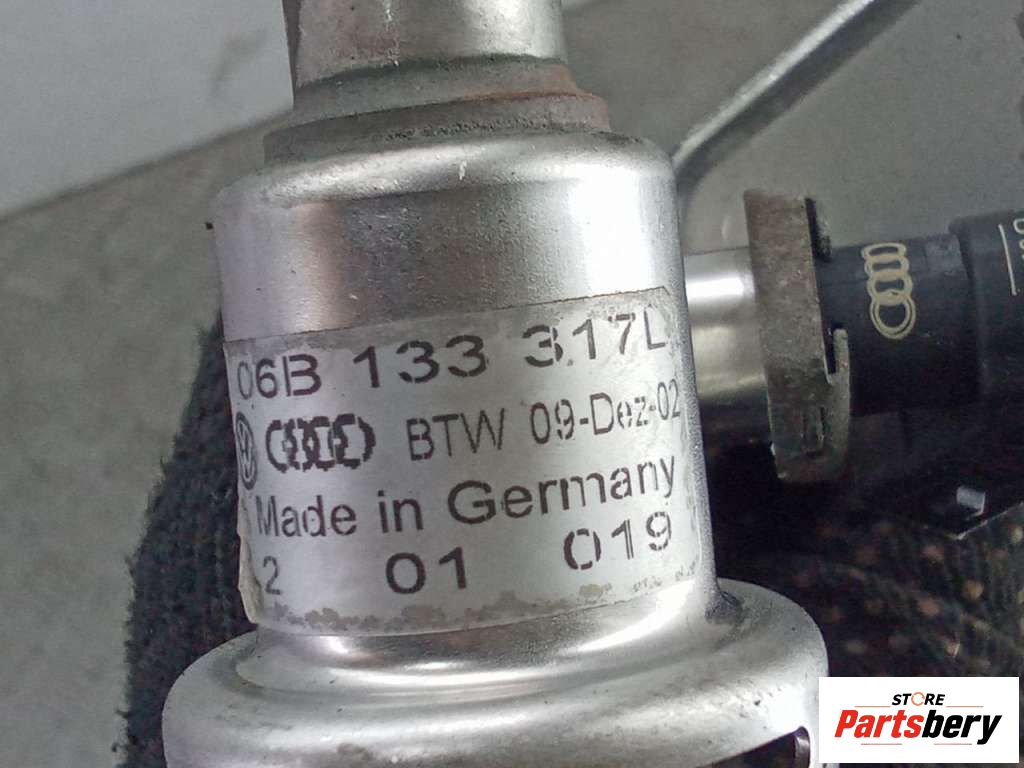 06B 133 317L
BTW 09-Dez-02
Made in Germany
2 01 019
STORE
Partsbery